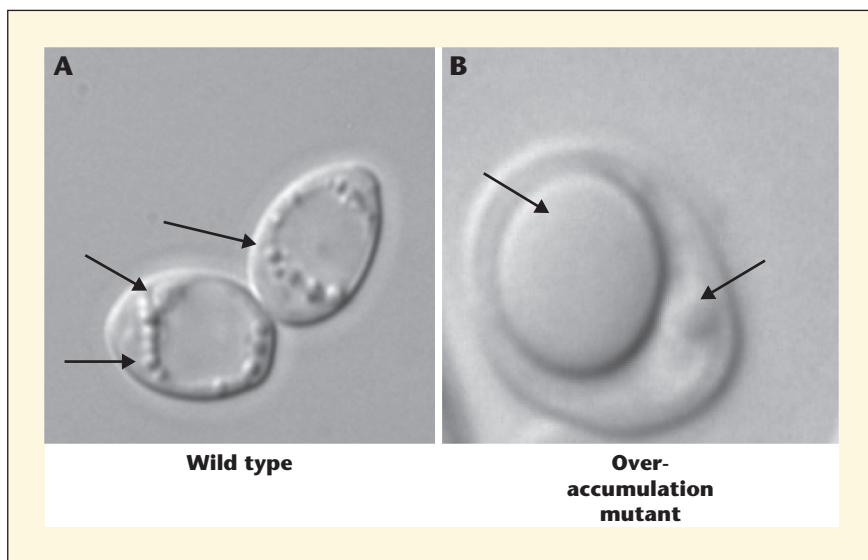 A
B
Wild type
Over-
accumulation
mutant